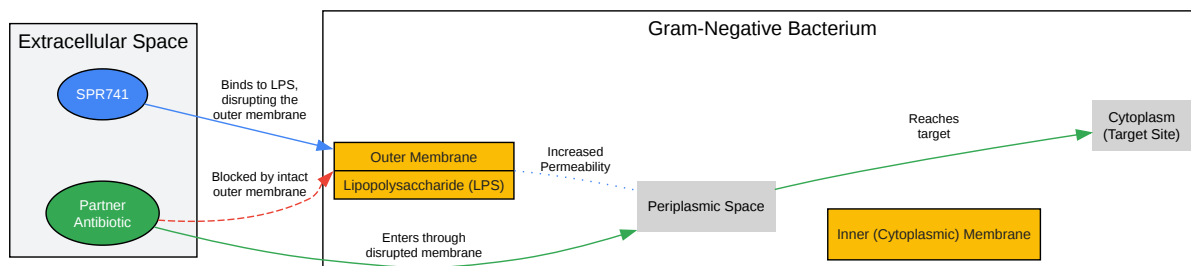 Extracellular Space
Gram-Negative Bacterium
SPR741
Binds to LPS,
disrupting the
outer membrane
Partner
Antibiotic
Blocked by intact
outer membrane
Outer Membrane
Lipopolysaccharide (LPS)
Increased
Permeability
Enters through
disrupted membrane
Periplasmic Space
Reaches
target
Cytoplasm
(Target Site)
Inner (Cytoplasmic) Membrane